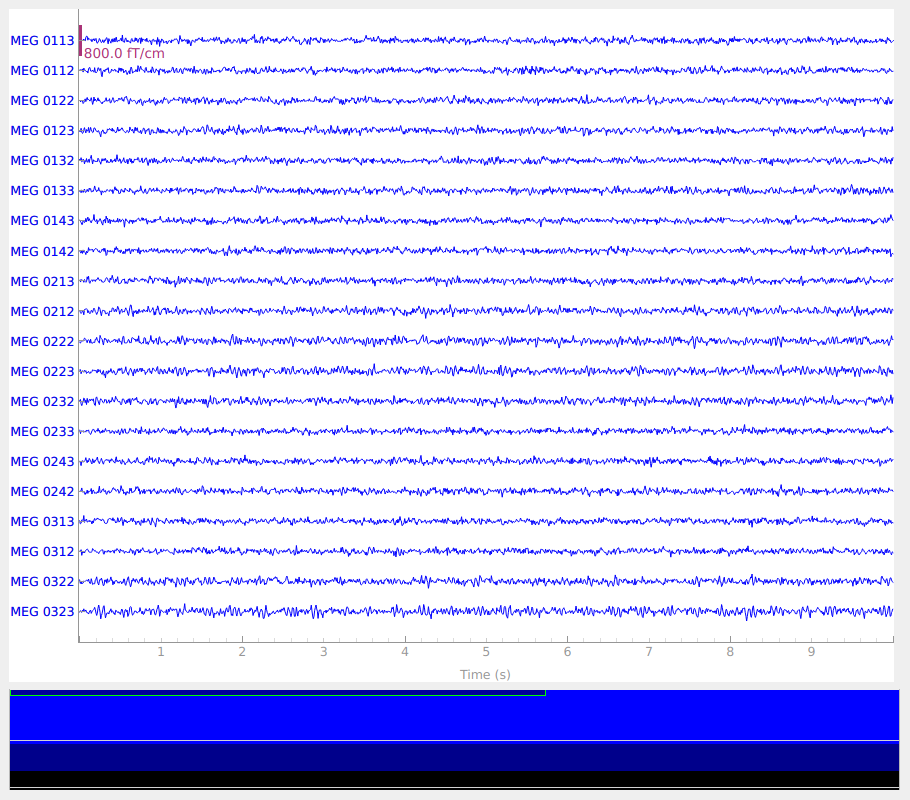 MEG 0113
800.0 fT/cm
MEG 0112
MEG 0122
MEG 0123
MEG 0132
MEG 0133
MEG 0143
MEG 0142
MEG 0213
MEG 0212
MEG 0222
MEG 0223
MEG 0232
MEG 0233
MEG 0243
MEG 0242
MEG 0313
MEG 0312
MEG 0322
MEG 0323
1 2 3 4 5 6 7 8 9
Time (s)